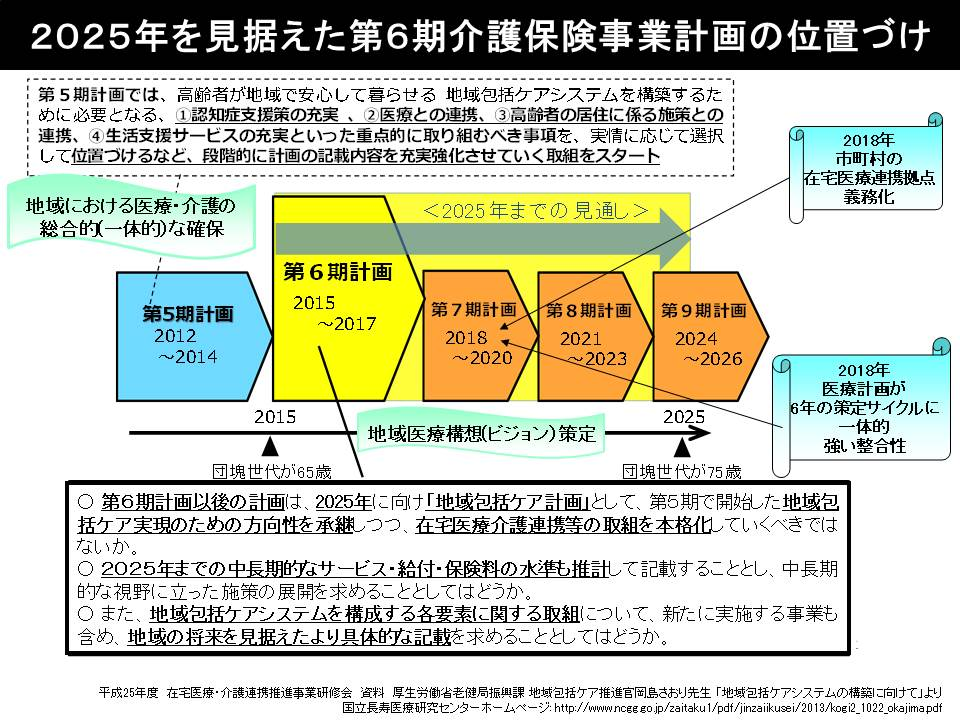 ２０２５年を見据えた第６期介護保険事業計画の位置づけ
第５期計画では、高齢者が地域で安心して暮らせる 地域包括ケアシステムを構築するた
めに必要となる、①認知症支援策の充実 、②医療との連携、③高齢者の居住に係る施策との
連携、④生活支援サービスの充実といった重点的に取り組むべき事項を、実情に応じて選択
して位置づけるなど、段階的に計画の記載内容を充実強化させていく取組をスタート
2018年
市町村の
在宅医療連携拠点
義務化
地域における医療・介護の
総合的(一体的)な確保
＜2025年までの見通し＞
第５期計画
2012
～2014
第６期計画
2015
～2017
第７期計画
2018
～2020
第８期計画
2021
～2023
第９期計画
2024
～2026
2018年
医療計画が
6年の策定サイクルに
一体的
強い整合性
2015
2025
地域医療構想(ビジョン)策定
団塊世代が65歳
団塊世代が75歳
○ 第６期計画以後の計画は、2025年に向け「地域包括ケア計画」として、第５期で開始した地域包
括ケア実現のための方向性を承継しつつ、在宅医療介護連携等の取組を本格化していくべきでは
ないか。
○ ２０２５年までの中長期的なサービス・給付・保険料の水準も推計して記載することとし、中長期
的な視野に立った施策の展開を求めることとしてはどうか。
○ また、地域包括ケアシステムを構成する各要素に関する取組について、新たに実施する事業も
含め、地域の将来を見据えたより具体的な記載を求めることとしてはどうか。
平成25年度 在宅医療・介護連携推進事業研修会 資料 厚生労働省老健局振興課 地域包括ケア推進官岡島さおり先生 「地域包括ケアシステムの構築に向けて」より
国立長寿医療研究センターホームページ: http://www.ncgg.go.jp/zaitaku1/pdf/jinzaiikusei/2013/kogi2_1022_okajima.pdf